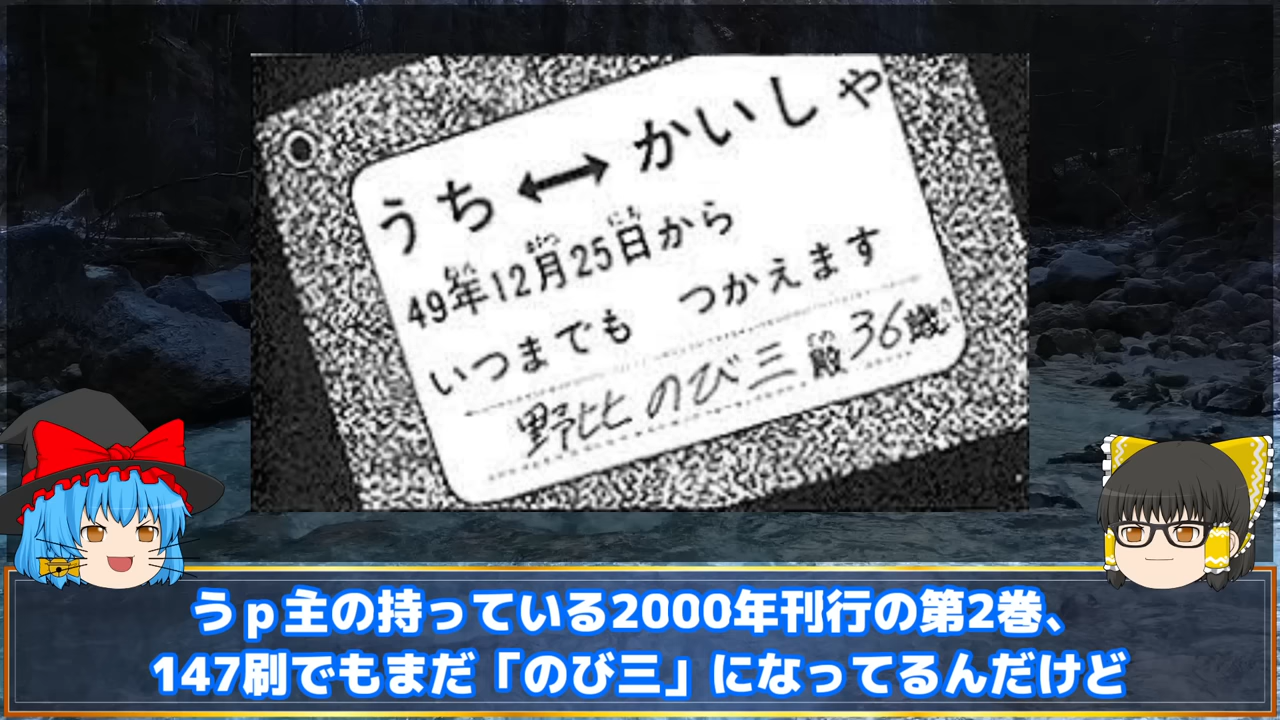 うち↔かいしゃ
49年12月25日から
いつまでも つかえます
野比のび三殿36歳
うｐ主の持っている2000年刊行の第2巻、
147刷でもまだ「のび三」になってるんだけど